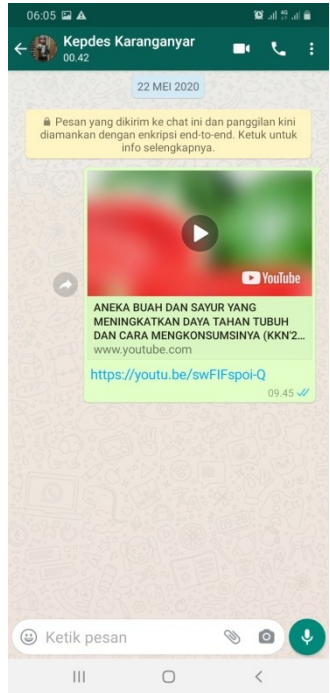 06:05
Kepdes Karanganyar
00.42
22 MEI 2020
Pesan yang dikirim ke chat ini dan panggilan kini
diamankan dengan enkripsi end-to-end. Ketuk untuk
info selengkapnya.
YouTube
ANEKA BUAH DAN SAYUR YANG
MENINGKATKAN DAYA TAHAN TUBUH
DAN CARA MENGKONSUMSINYA (KKN'2...
www.youtube.com
https://youtu.be/swFIFspoi-Q
09.45
Ketik pesan